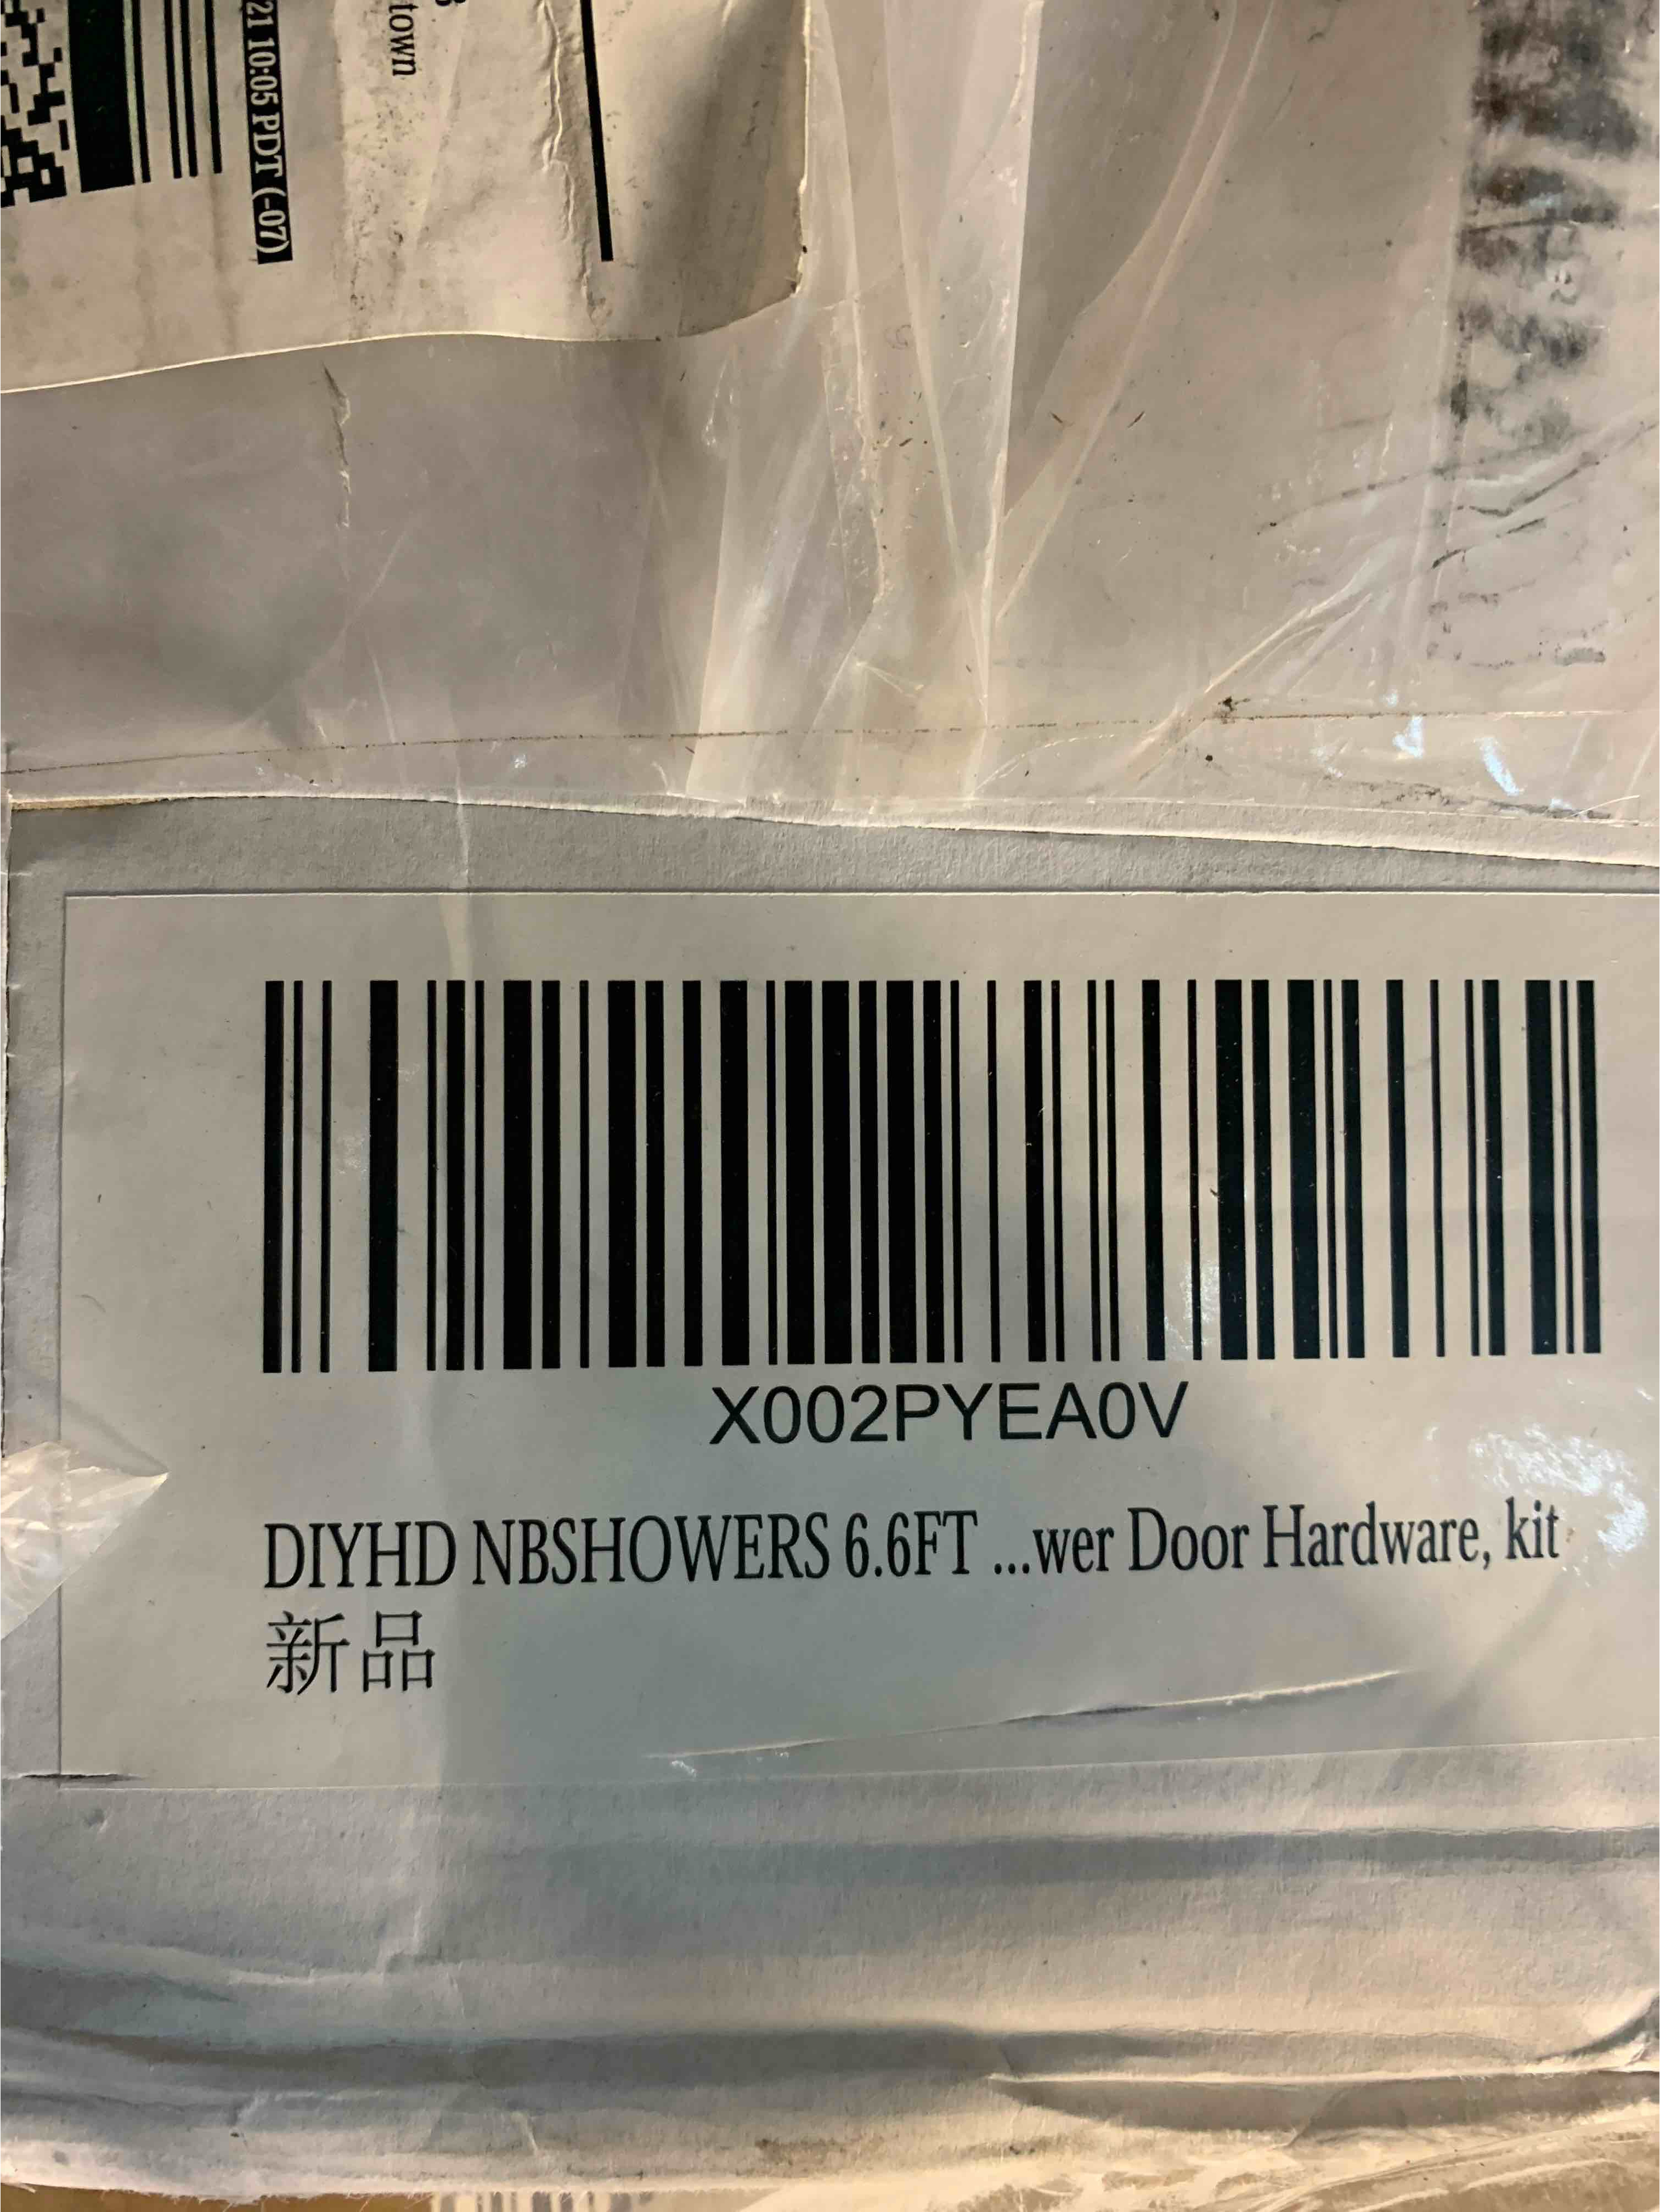 21 10:05 PDT (-07)
town
X002PYEA0V
DIYHD NBSHOWERS 6.6FT ...wer Door Hardware, kit
新品